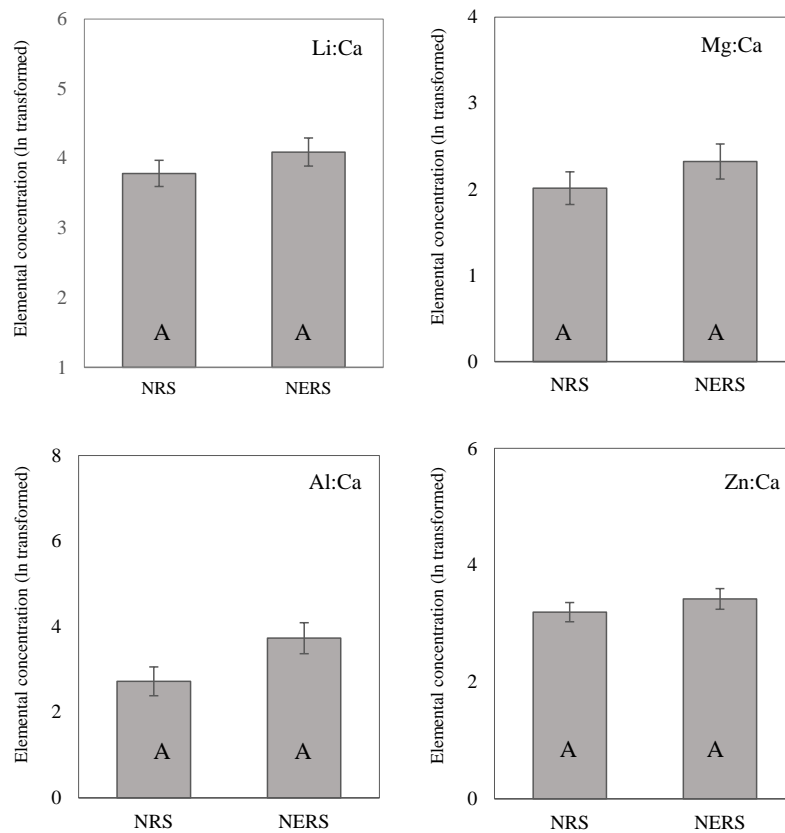 Elemental concentration (ln transformed)
Li:Ca
6
5
4
3
2
1
A
A
NRS
NERS
Elemental concentration (ln transformed)
Mg:Ca
4
3
2
1
0
A
A
NRS
NERS
Elemental concentration (ln transformed)
Al:Ca
8
6
4
2
0
A
A
NRS
NERS
Elemental concentration (ln transformed)
Zn:Ca
6
4
2
0
A
A
NRS
NERS